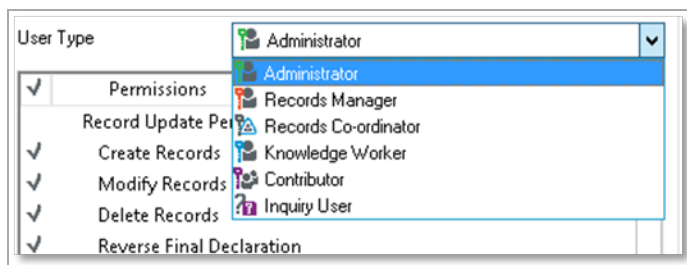 User Type Administrator
Administrator
Permissions
Records Manager
Record Update Pe
Records Co-ordinator
Create Records
Knowledge Worker
Modify Records
Contributor
Delete Records
Inquiry User
Reverse Final Declaration